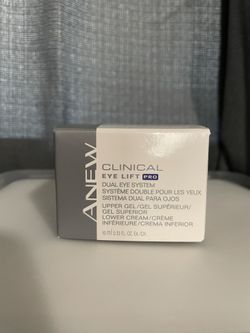 ANEW
CLINICAL
EYE LIFT PRO
DUAL EYE SYSTEM
SYSTÈME DOUBLE POUR LES YEUX
SISTEMA DUAL PARA OJOS
UPPER GEL/GEL SUPÉRIEUR/
GEL SUPERIOR
LOWER CREAM/CRÈME
INFÉRIEURE/CREMA INFERIOR